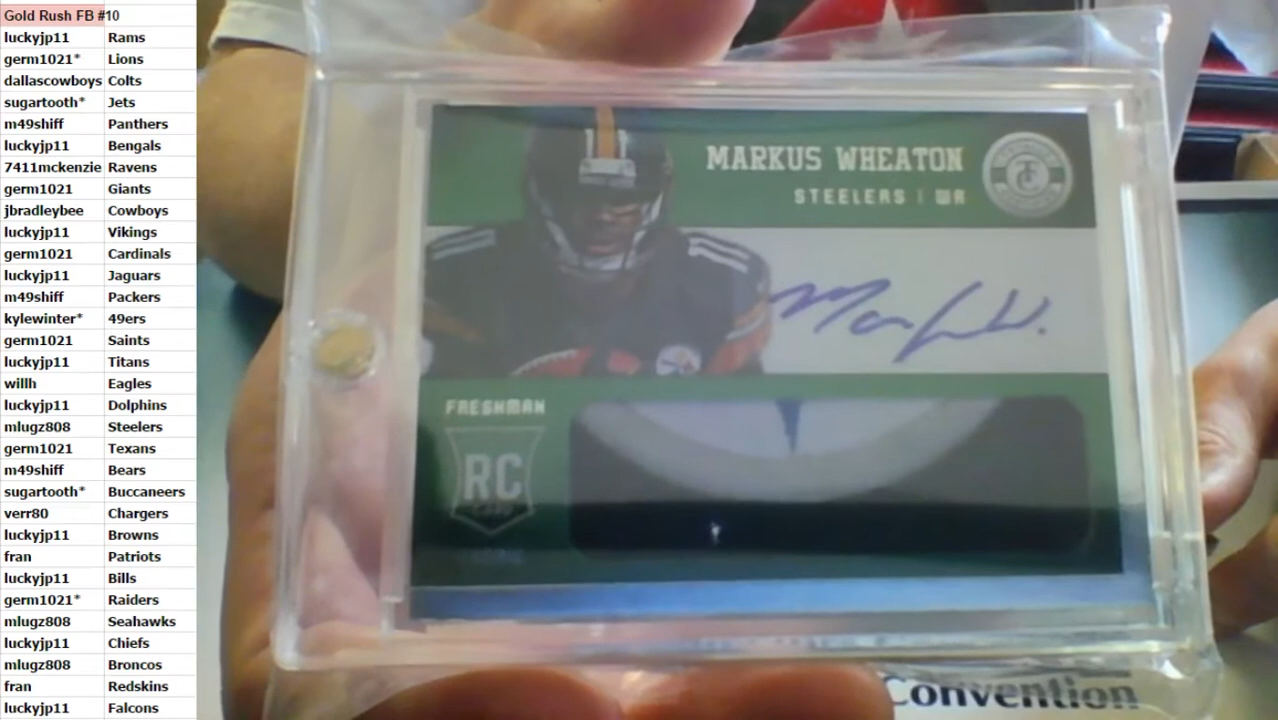 Gold Rush FB #10
luckyjp11 Rams
germ1021* Lions
dallascowboys Colts
sugartooth* Jets
m49shiff Panthers
luckyjp11 Bengals
7411mckenzie Ravens
germ1021 Giants
jbradleybee Cowboys
luckyjp11 Vikings
germ1021 Cardinals
luckyjp11 Jaguars
m49shiff Packers
kylewinter* 49ers
germ1021 Saints
luckyjp11 Titans
willh Eagles
luckyjp11 Dolphins
mlugz808 Steelers
germ1021 Texans
m49shiff Bears
sugartooth* Buccaneers
verr80 Chargers
luckyjp11 Browns
fran Patriots
luckyjp11 Bills
germ1021* Raiders
mlugz808 Seahawks
luckyjp11 Chiefs
mlugz808 Broncos
fran Redskins
luckyjp11 Falcons
MARKUS WHEATON
STEELERS | WR
FRESHMAN
RC
Convention